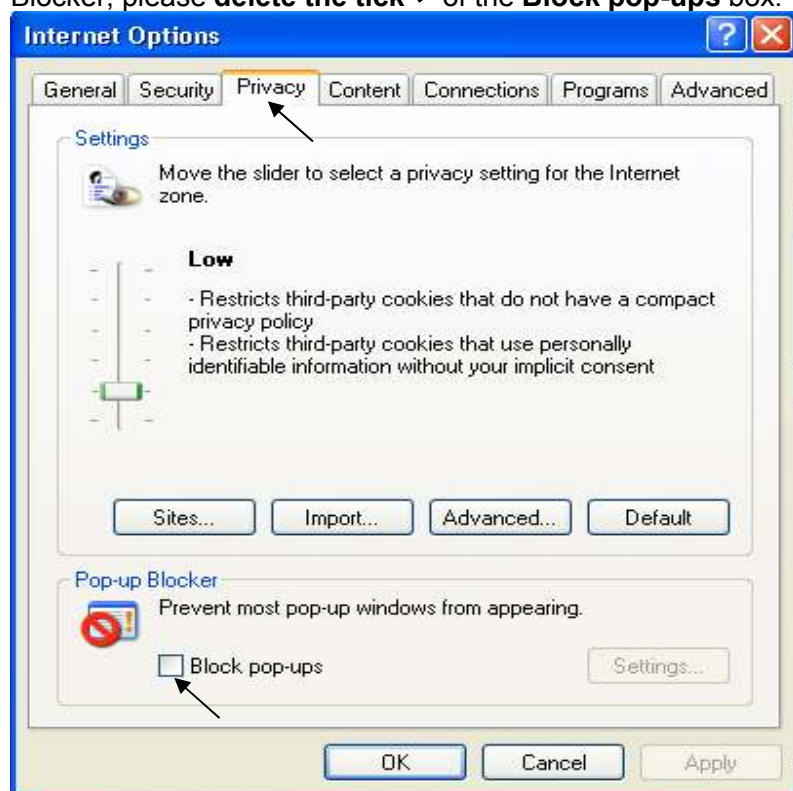 Blocker, please delete the tick of the Block pop-ups box.
Internet Options
General Security Privacy Content Connections Programs Advanced
Settings
Move the slider to select a privacy setting for the Internet
zone.
Low
- Restricts third-party cookies that do not have a compact
privacy policy
- Restricts third-party cookies that use personally
identifiable information without your implicit consent
Sites... Import... Advanced... Default
Pop-up Blocker
Prevent most pop-up windows from appearing.
Block pop-ups Settings...
OK Cancel Apply